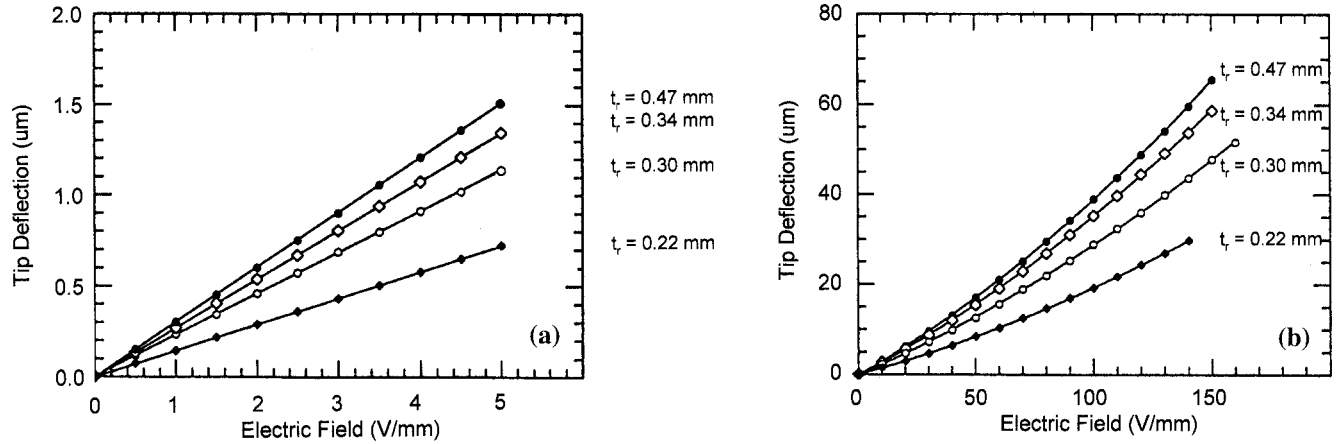 2.0
1.5
1.0
0.5
0.0
Tip Deflection (um)
0 1 2 3 4 5
Electric Field (V/mm)
(a)
t_r = 0.47 mm
t_r = 0.34 mm
t_r = 0.30 mm
t_r = 0.22 mm
80
60
40
20
0
Tip Deflection (um)
0 50 100 150
Electric Field (V/mm)
(b)
t_r = 0.47 mm
t_r = 0.34 mm
t_r = 0.30 mm
t_r = 0.22 mm